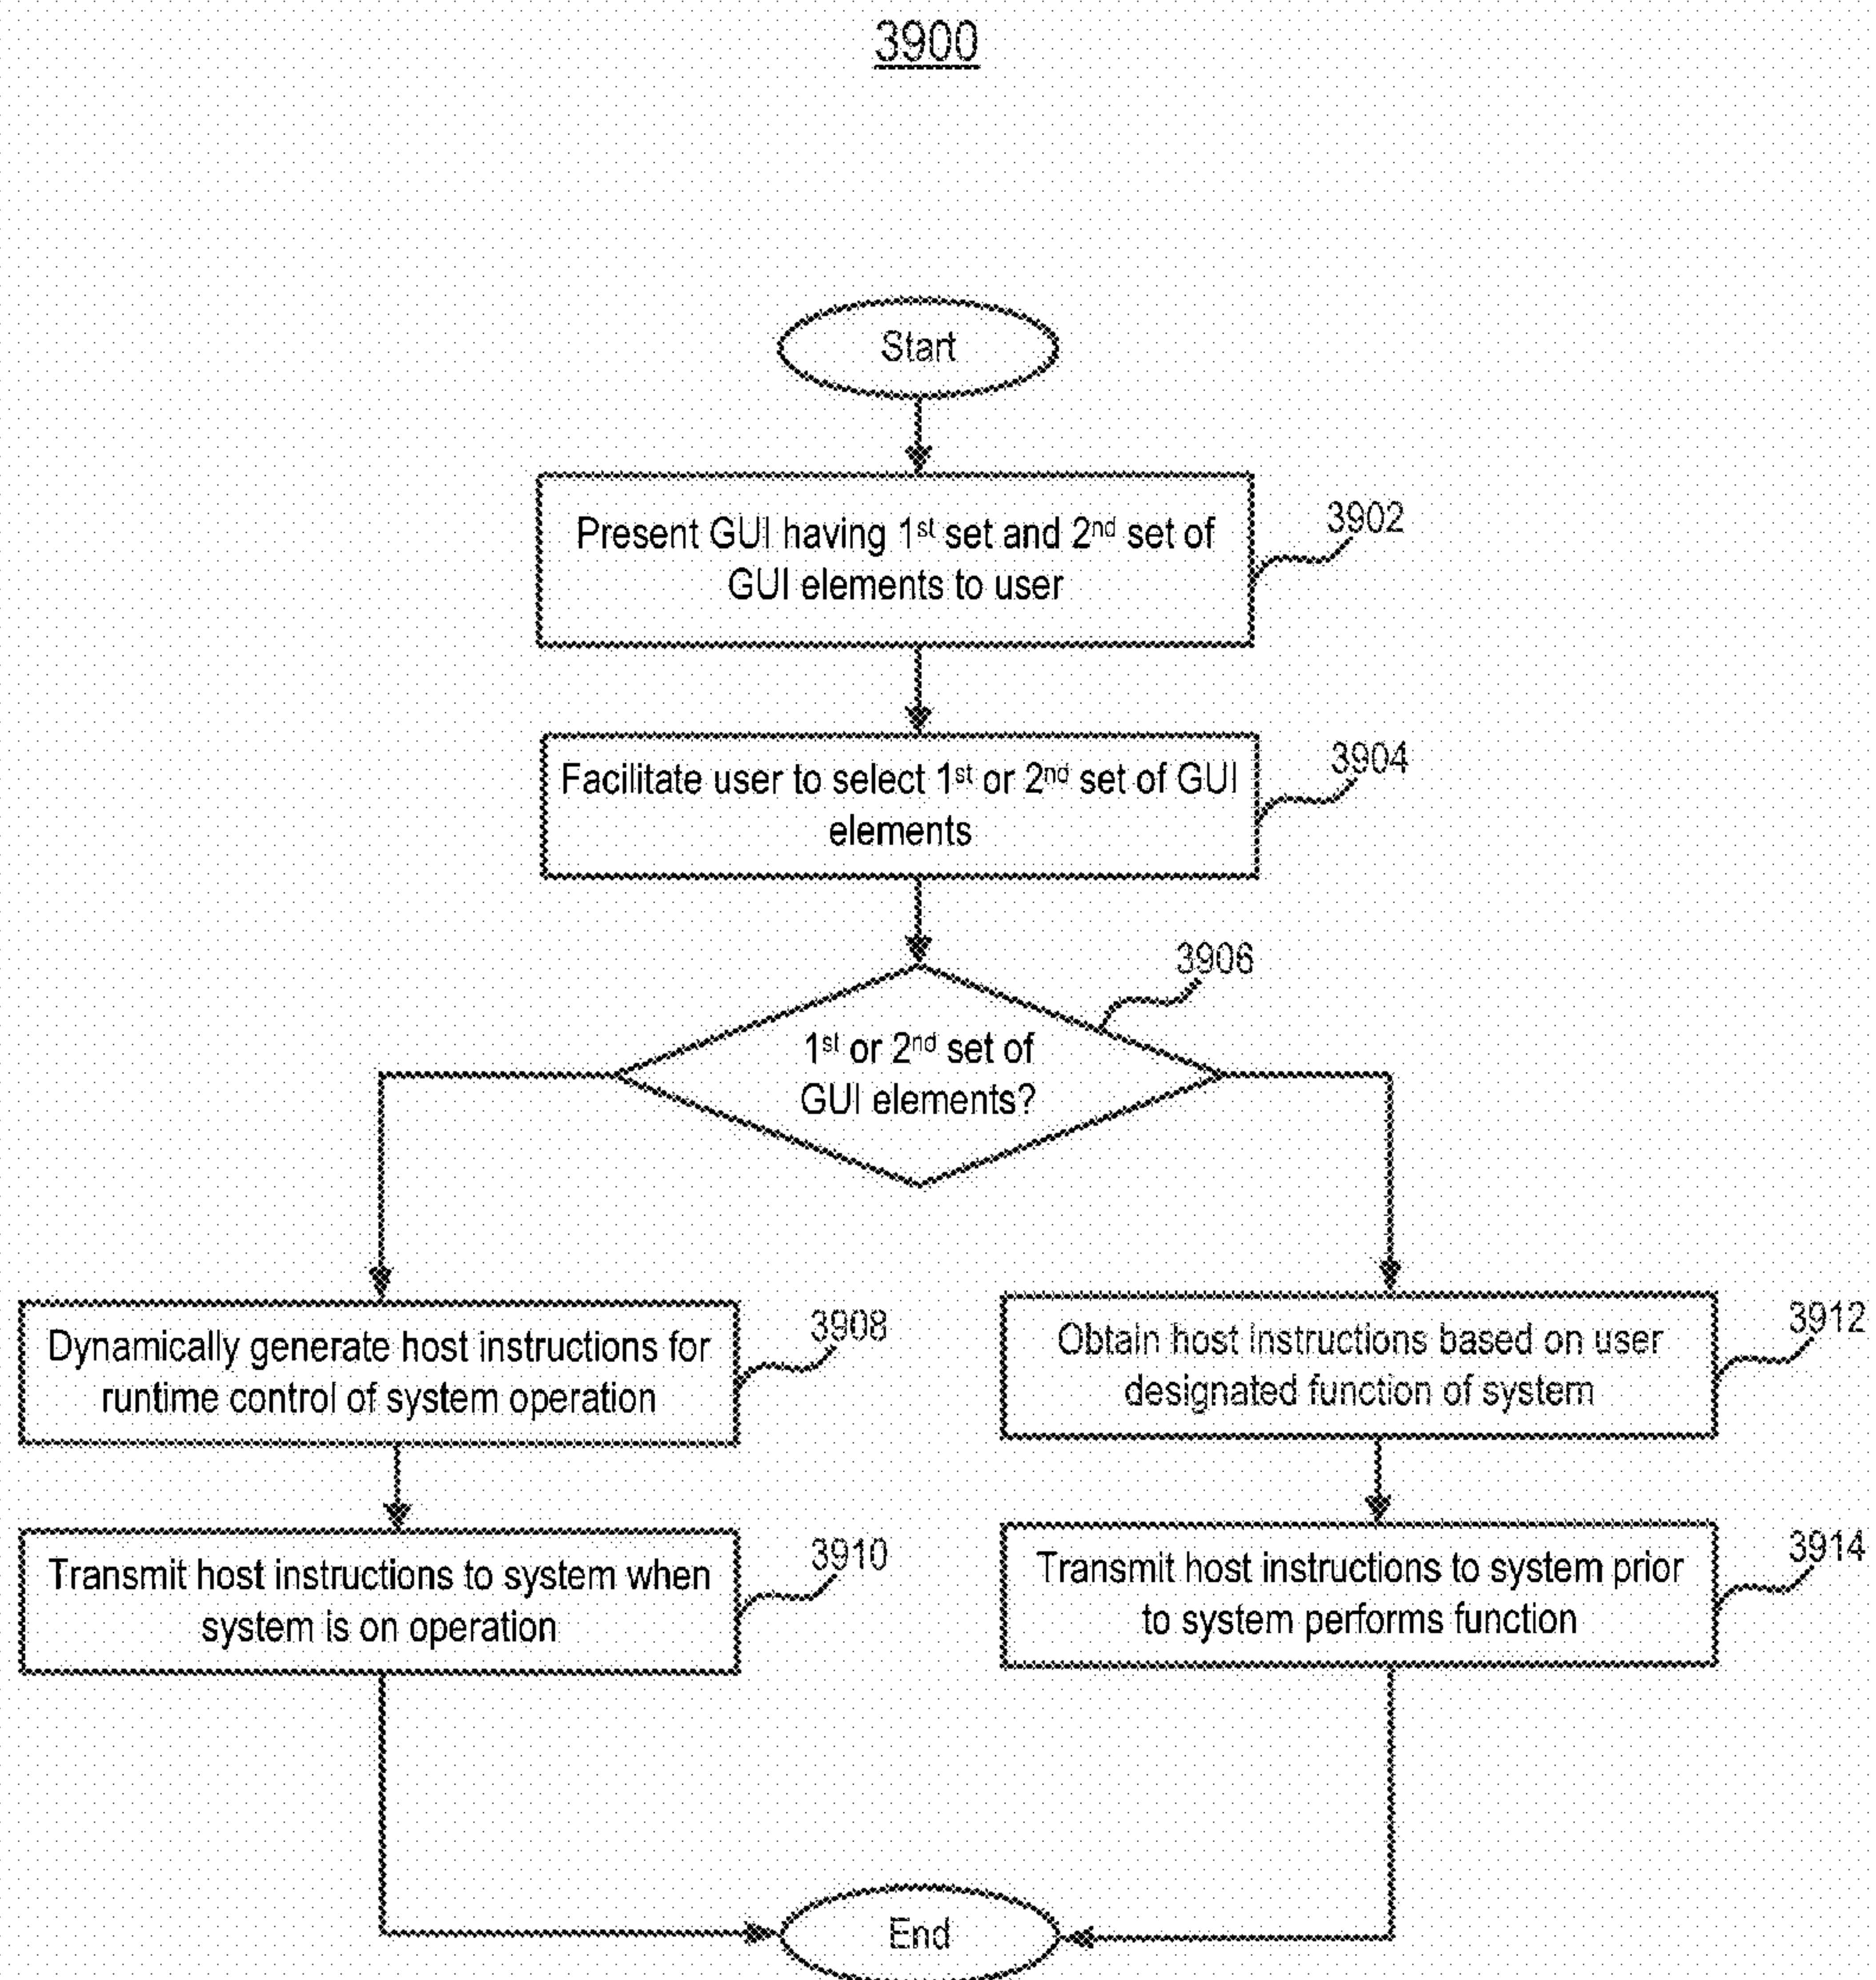 3900
Start
Present GUI having 1st set and 2nd set of
GUI elements to user
3902
Facilitate user to select 1st or 2nd set of GUI
elements
3904
3906
1st or 2nd set of
GUI elements?
Dynamically generate host instructions for
runtime control of system operation
3908
Obtain host instructions based on user
designated function of system
3912
Transmit host instructions to system when
system is on operation
3910
Transmit host instructions to system prior
to system performs function
3914
End